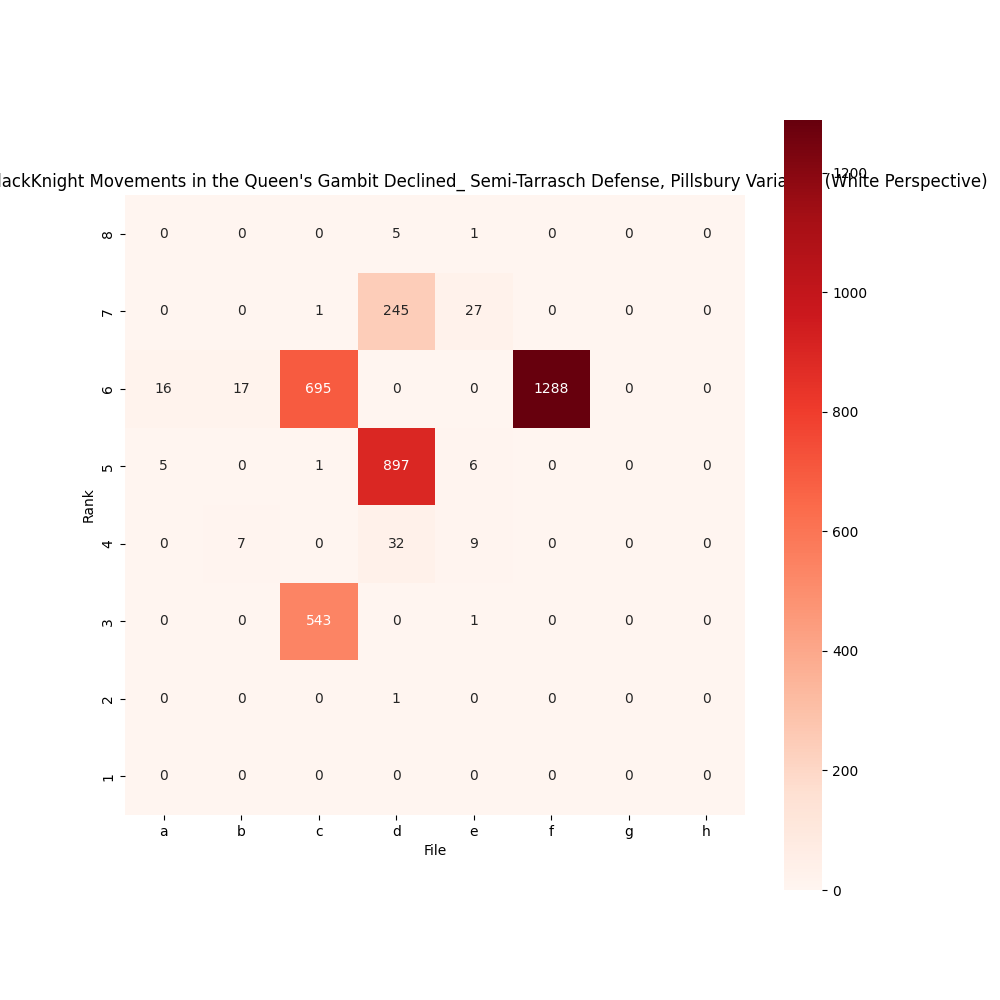 lackKnight Movements in the Queen's Gambit Declined_ Semi-Tarrasch Defense, Pillsbury Varia (White Perspective)
8 0 0 0 5 1 0 0 0
7 0 0 1 245 27 0 0 0
6 16 17 695 0 0 1288 0 0
5 5 0 1 897 6 0 0 0
Rank
4 0 7 0 32 9 0 0 0
3 0 0 543 0 1 0 0 0
2 0 0 0 1 0 0 0 0
1 0 0 0 0 0 0 0 0
a b c d e f g h
File
1200
1000
800
600
400
200
0